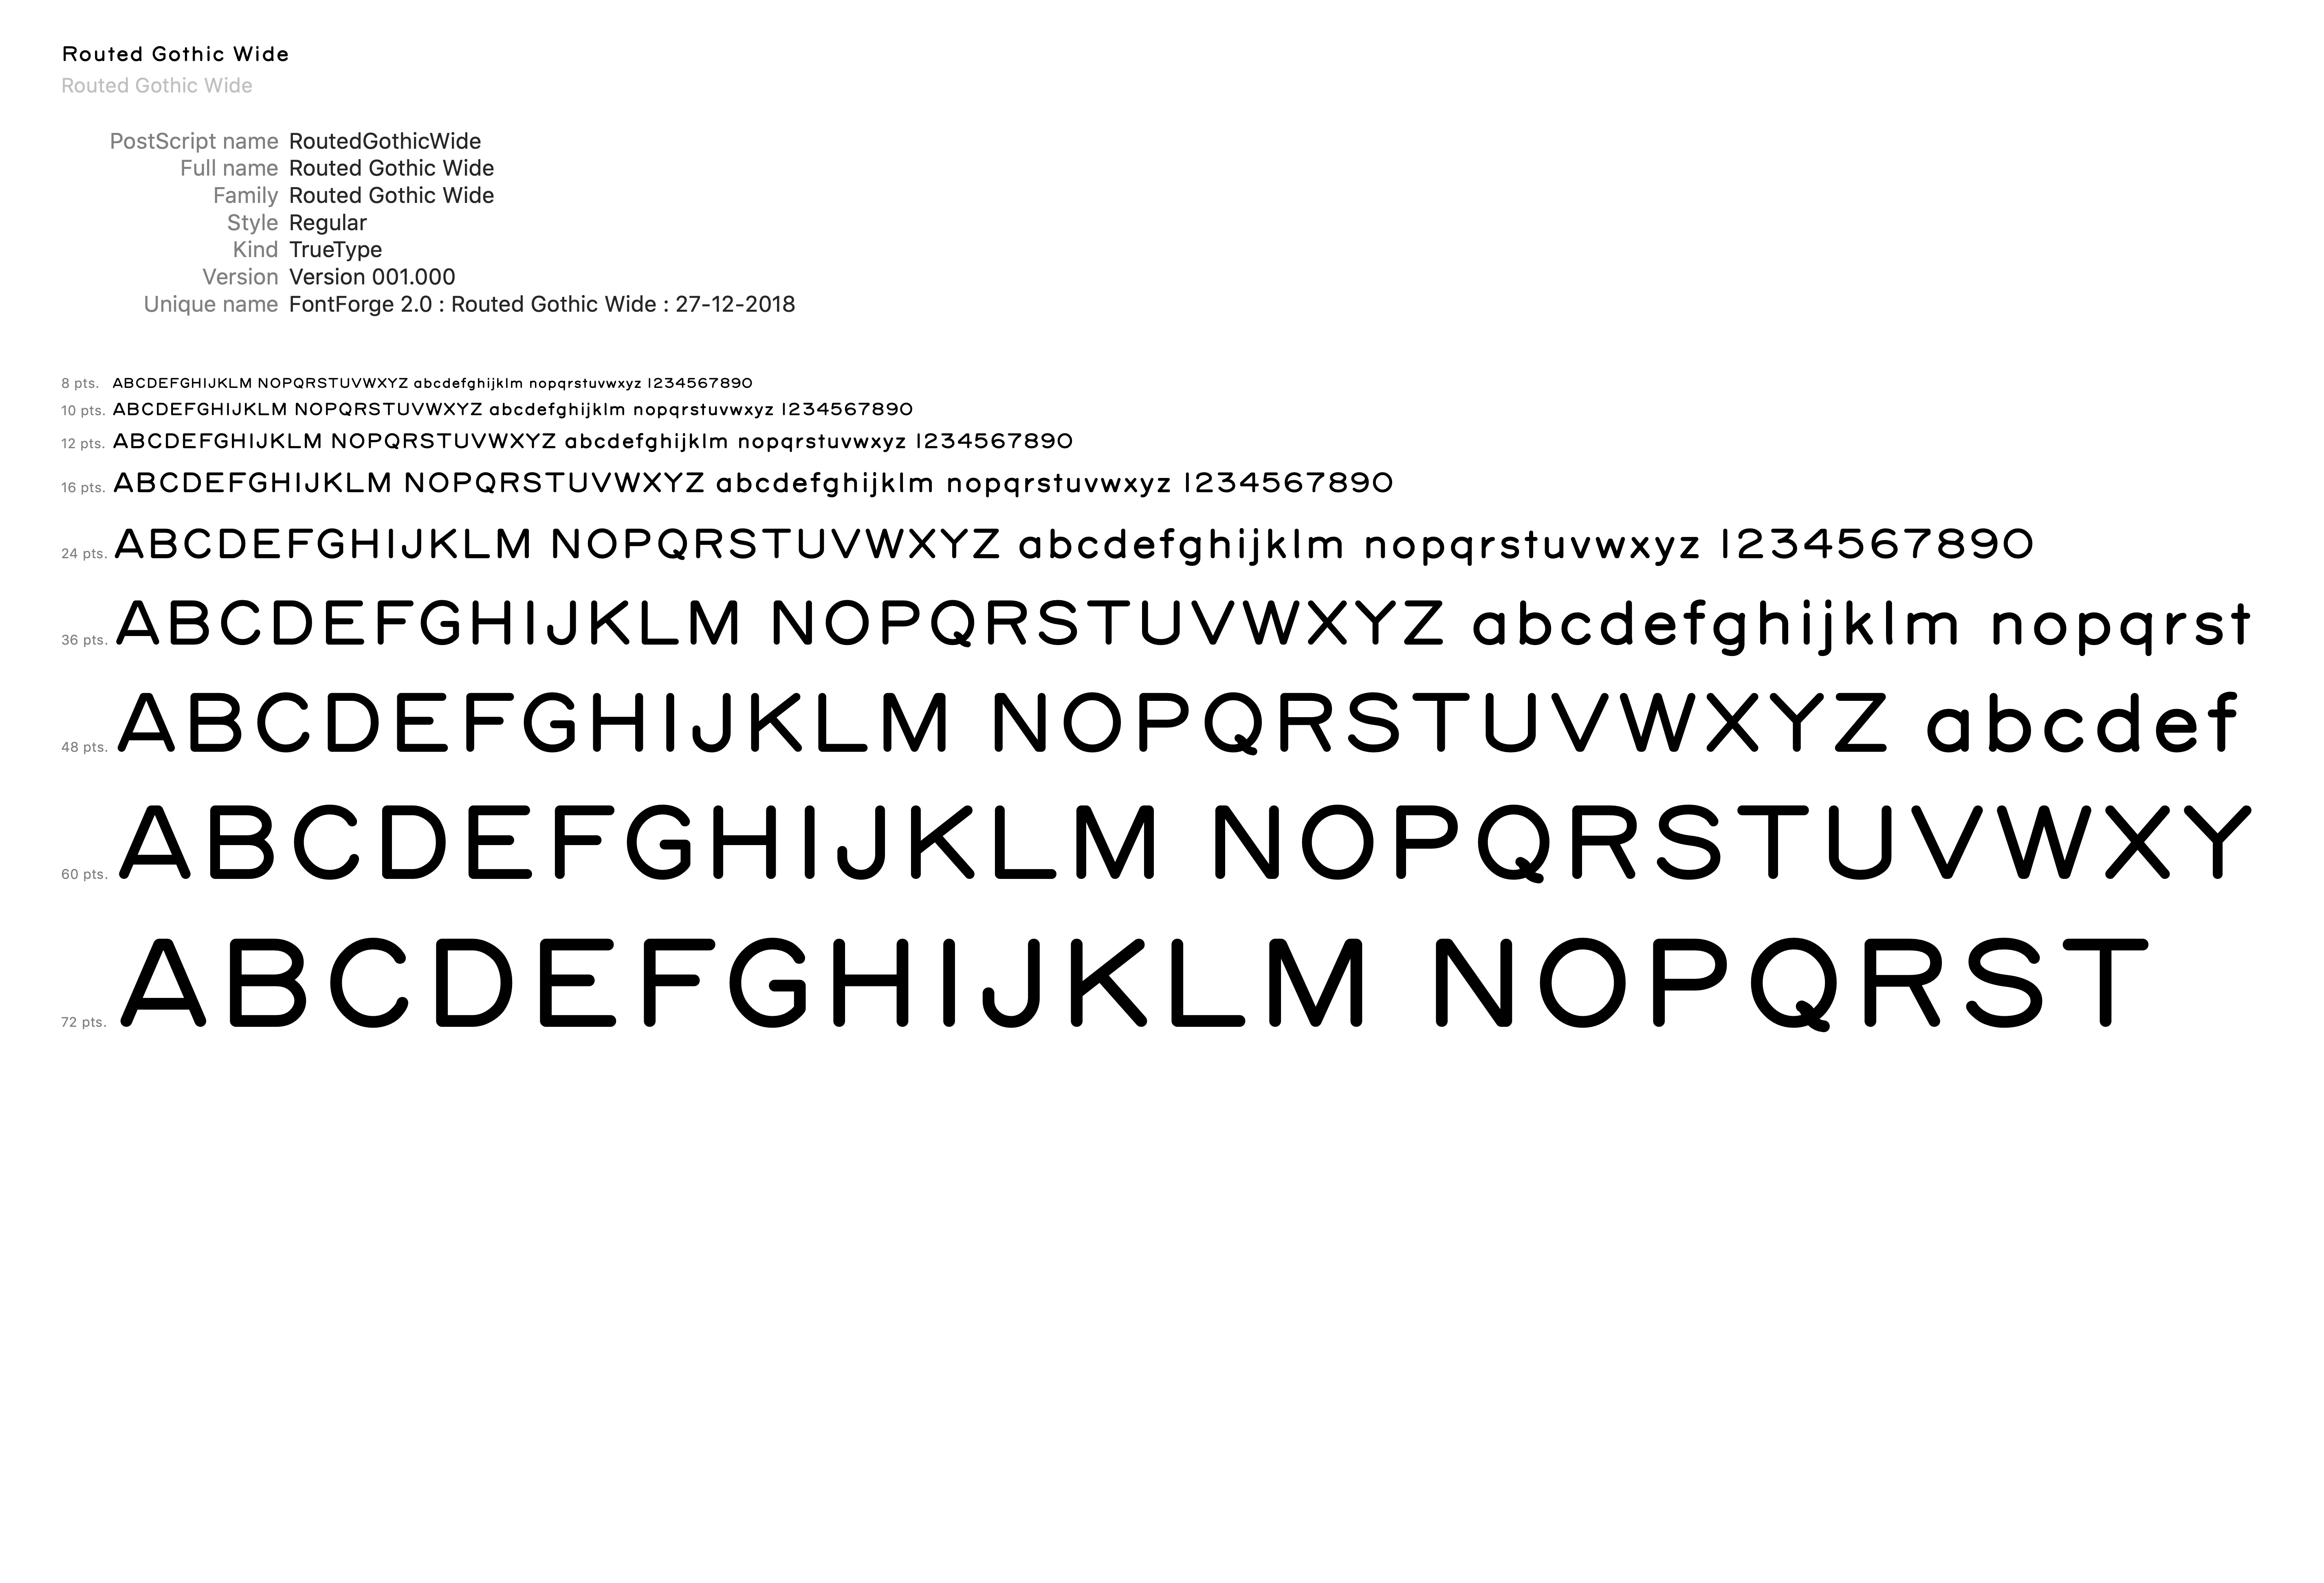 Routed Gothic Wide
Routed Gothic Wide
PostScript name RoutedGothicWide
Full name Routed Gothic Wide
Family Routed Gothic Wide
Style Regular
Kind TrueType
Version Version 001.000
Unique name FontForge 2.0 : Routed Gothic Wide : 27-12-2018
8 pts. ABCDEFGHIJKLM NOPQRSTUVWXYZ abcdefghijklm nopqrstuvwxyz 1234567890
10 pts. ABCDEFGHIJKLM NOPQRSTUVWXYZ abcdefghijklm nopqrstuvwxyz 1234567890
12 pts. ABCDEFGHIJKLM NOPQRSTUVWXYZ abcdefghijklm nopqrstuvwxyz 1234567890
16 pts. ABCDEFGHIJKLM NOPQRSTUVWXYZ abcdefghijklm nopqrstuvwxyz 1234567890
24 pts. ABCDEFGHIJKLM NOPQRSTUVWXYZ abcdefghijklm nopqrstuvwxyz 1234567890
36 pts. ABCDEFGHIJKLM NOPQRSTUVWXYZ abcdefghijklm nopqrst
48 pts. ABCDEFGHIJKLM NOPQRSTUVWXYZ abcdef
60 pts. ABCDEFGHIJKLM NOPQRSTUVWXY
72 pts. ABCDEFGHIJKLM NOPQRST